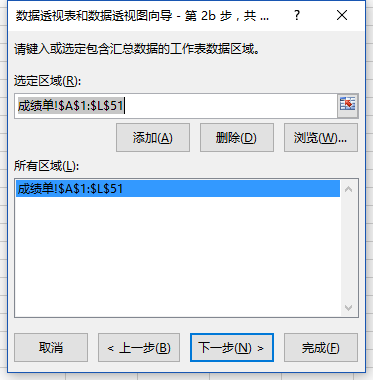 数据透视表和数据透视图向导 - 第 2b 步，共 ... ? ×
请键入或选定包含汇总数据的工作表数据区域。
选定区域(R):
成绩单!$A$1:$L$51
添加(A) 删除(D) 浏览(W)...
所有区域(L):
成绩单!$A$1:$L$51
取消 < 上一步(B) 下一步(N) > 完成(F)